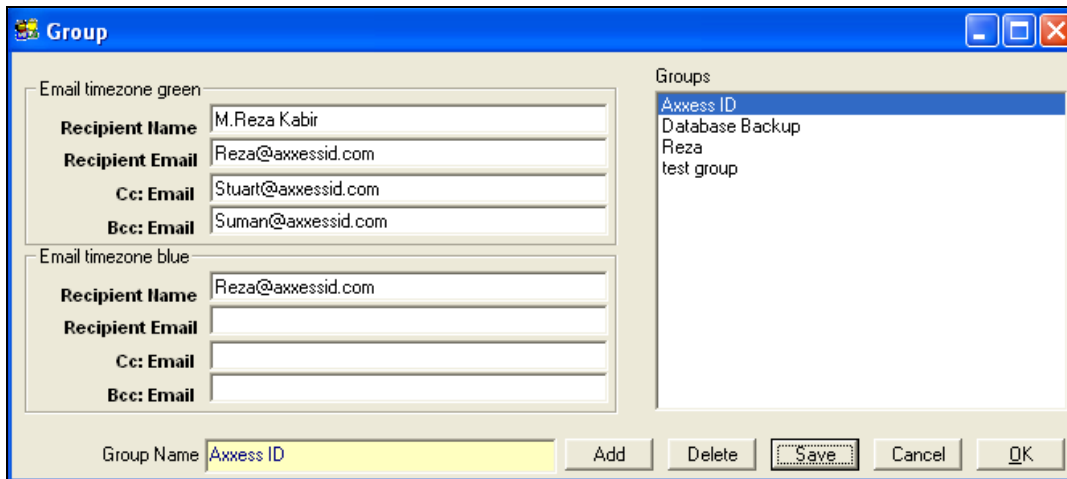 Group
Email timezone green
Recipient Name M.Reza Kabir
Recipient Email Reza@axxessid.com
Cc: Email Stuart@axxessid.com
Bcc: Email Suman@axxessid.com
Email timezone blue
Recipient Name Reza@axxessid.com
Recipient Email
Cc: Email
Bcc: Email
Groups
Axxess ID
Database Backup
Reza
test group
Group Name Axxess ID Add Delete Save Cancel OK